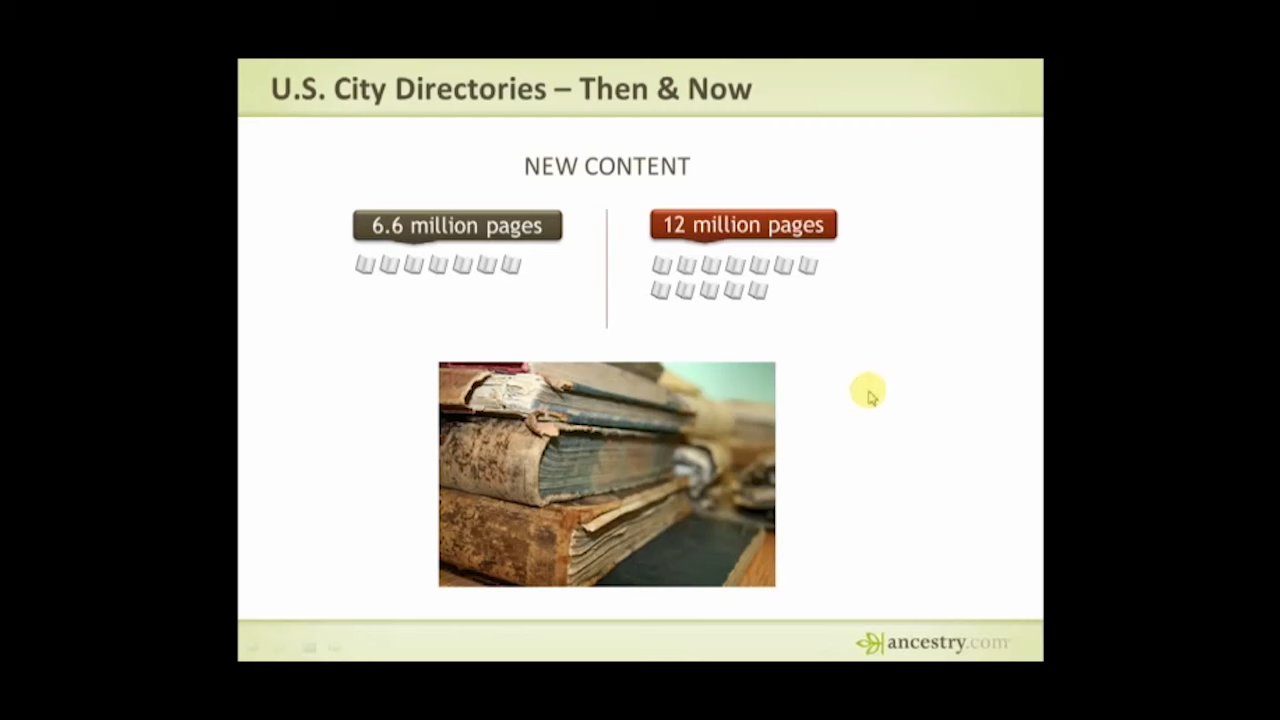 U.S. City Directories – Then & Now
NEW CONTENT
6.6 million pages
12 million pages
ancestry.com